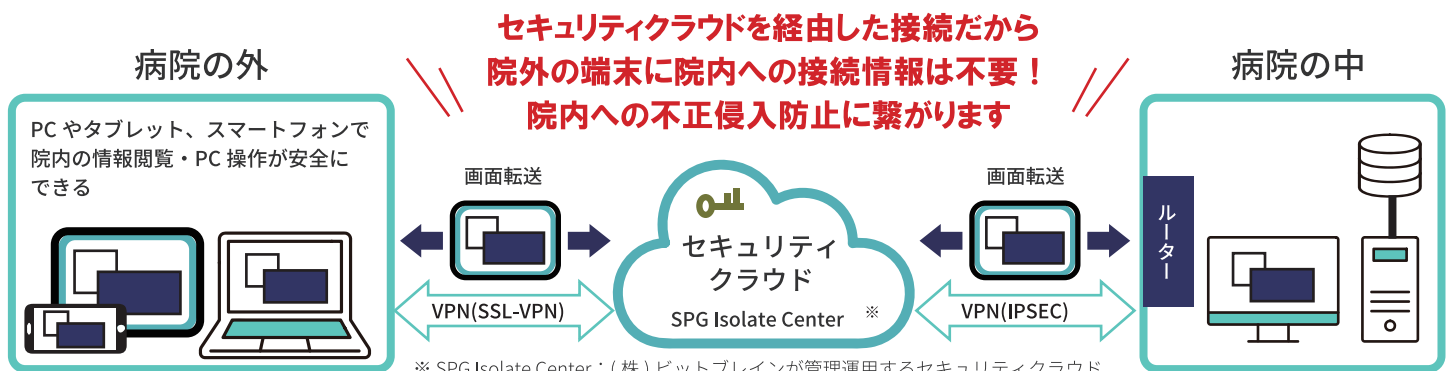 セキュリティクラウドを経由した接続だから
院外の端末に院内への接続情報は不要！
院内への不正侵入防止に繋がります
病院の外
PC やタブレット、スマートフォンで
院内の情報閲覧・PC 操作が安全に
できる
画面転送
VPN(SSL-VPN)
セキュリティ
クラウド
SPG Isolate Center ※
画面転送
VPN(IPSEC)
病院の中
ルーター
※ SPG Isolate Center：( 株 ) ビットブレインが管理運用するセキュリティクラウド